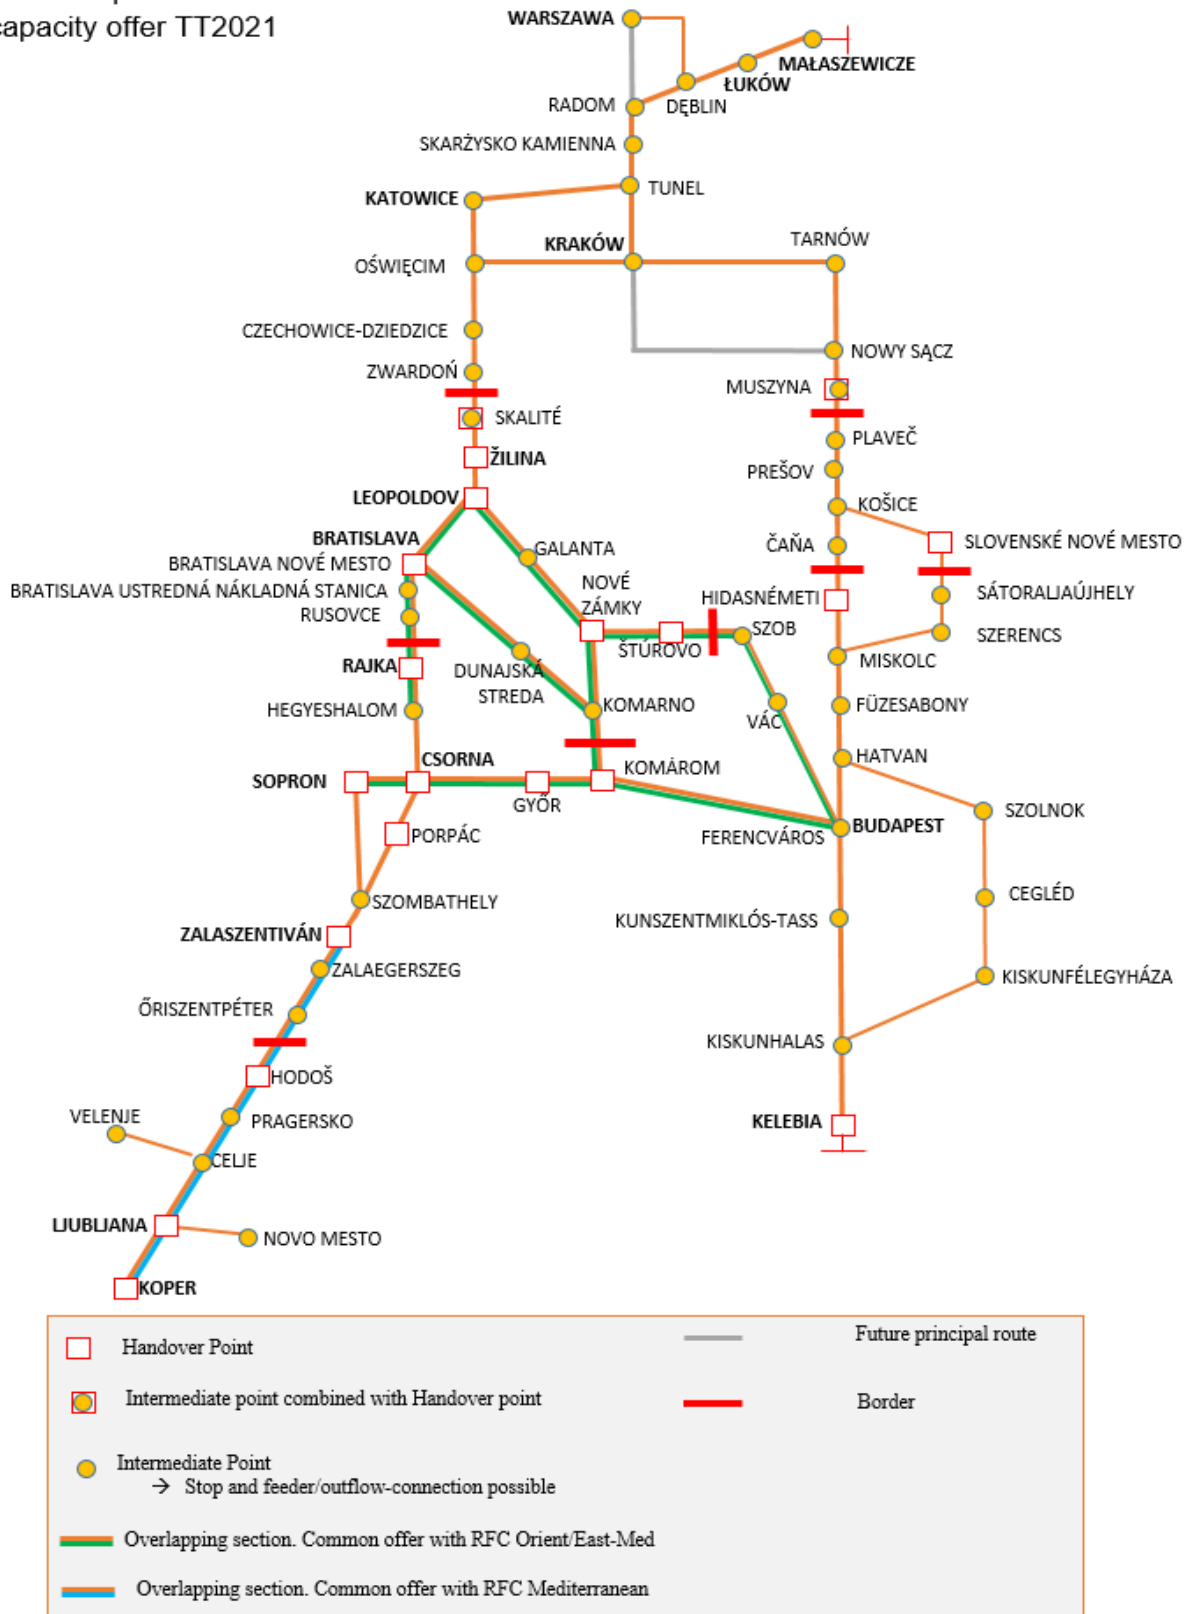 capacity offer TT2021
WARSZAWA
MAŁASZEWICZE
ŁUKÓW
RADOM
DĘBLIN
SKARŻYSKO KAMIENNA
TUNEL
KATOWICE
KRAKÓW
TARNÓW
OŚWIĘCIM
CZECHOWICE-DZIEDZICE
NOWY SĄCZ
ZWARDOŃ
MUSZYNA
SKALITÉ
PLAVEČ
ŽILINA
PREŠOV
LEOPOLDOV
KOŠICE
BRATISLAVA
GALANTA
ČAŇA
SLOVENSKÉ NOVÉ MESTO
BRATISLAVA NOVÉ MESTO
NOVÉ
ZÁMKY
BRATISLAVA USTREDNÁ NÁKLADNÁ STANICA
HIDASNÉMETI
SÁTORALJAÚJHELY
RUSOVCE
SZOB
SZERENCS
ŠTÚROVO
RAJKA
DUNAJSKÁ
STREDA
MISKOLC
HEGYESHALOM
KOMARNO
VÁC
FÜZESABONY
CSORNA
HATVAN
SOPRON
KOMÁROM
GYŐR
SZOLNOK
PORPÁC
FERENCVÁROS
BUDAPEST
SZOMBATHELY
CEGLÉD
KUNSZENTMIKLÓS-TASS
ZALASZENTIVÁN
ZALAEGERSZEG
KISKUNFÉLEGYHÁZA
ŐRISZENTPÉTER
KISKUNHALAS
HODOŠ
VELENJE
PRAGERSKO
KELEBIA
CELJE
LJUBLJANA
NOVO MESTO
KOPER
Handover Point
Future principal route
Intermediate point combined with Handover point
Border
Intermediate Point
→ Stop and feeder/outflow-connection possible
Overlapping section. Common offer with RFC Orient/East-Med
Overlapping section. Common offer with RFC Mediterranean